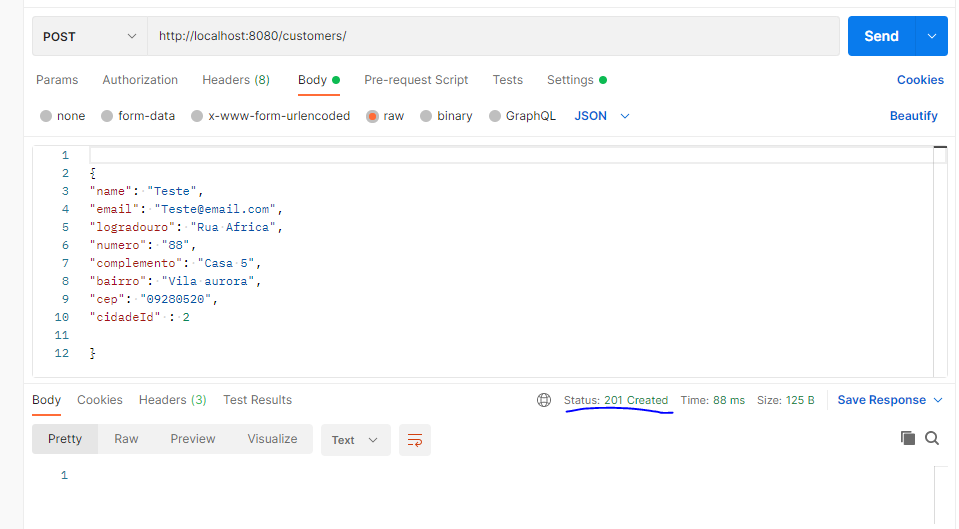 POST http://localhost:8080/customers/ Send
Params Authorization Headers (8) Body Pre-request Script Tests Settings Cookies
none form-data x-www-form-urlencoded raw binary GraphQL JSON Beautify
1
2 {
3 "name": "Teste",
4 "email": "Teste@email.com",
5 "logradouro": "Rua Africa",
6 "numero": "88",
7 "complemento": "Casa 5",
8 "bairro": "Vila aurora",
9 "cep": "09280520",
10 "cidadeId" : 2
11
12 }
Body Cookies Headers (3) Test Results Status: 201 Created Time: 88 ms Size: 125 B Save Response
Pretty Raw Preview Visualize Text
1